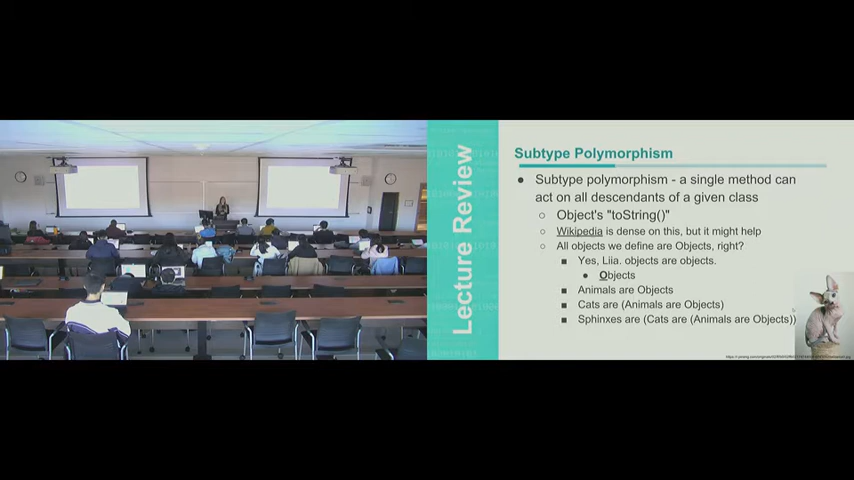 Lecture Review
Subtype Polymorphism
● Subtype polymorphism - a single method can
act on all descendants of a given class
○ Object's "toString()"
○ Wikipedia is dense on this, but it might help
○ All objects we define are Objects, right?
■ Yes, Liia. objects are objects.
● Objects
■ Animals are Objects
■ Cats are (Animals are Objects)
■ Sphinxes are (Cats are (Animals are Objects))